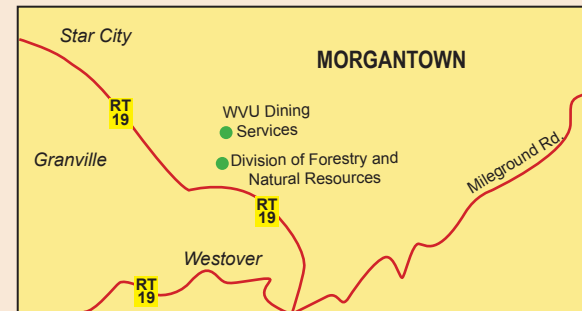 Star City
MORGANTOWN
RT
19
WVU Dining
Services
Granville
Division of Forestry and
Natural Resources
Mileground Rd.
RT
19
Westover
RT
19